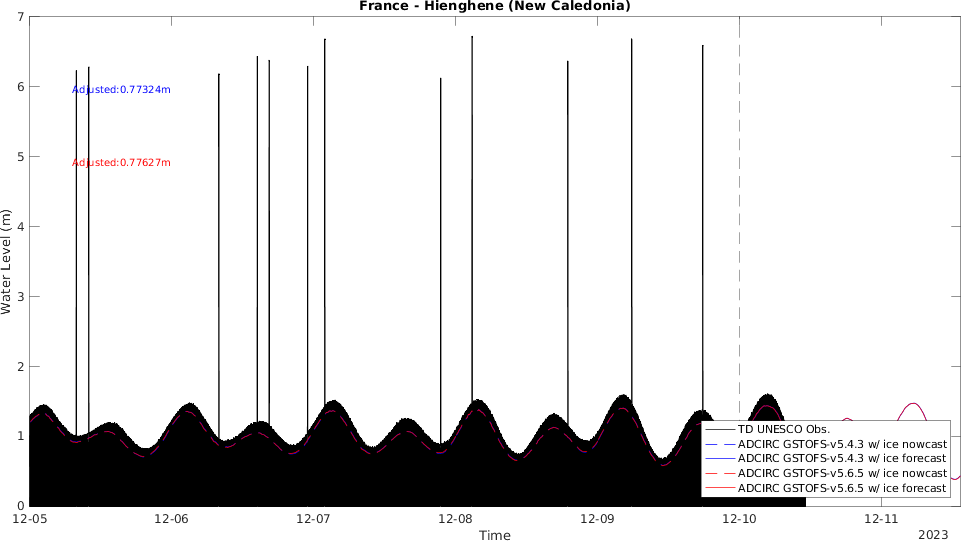 France - Hienghene (New Caledonia)
7
6
5
4
3
2
1
0
Water Level (m)
Adjusted:0.77324m
Adjusted:0.77627m
TD UNESCO Obs.
ADCIRC GSTOFS-v5.4.3 w/ ice nowcast
ADCIRC GSTOFS-v5.4.3 w/ ice forecast
ADCIRC GSTOFS-v5.6.5 w/ ice nowcast
ADCIRC GSTOFS-v5.6.5 w/ ice forecast
12-05 12-06 12-07 12-08 12-09 12-10 12-11
Time
2023